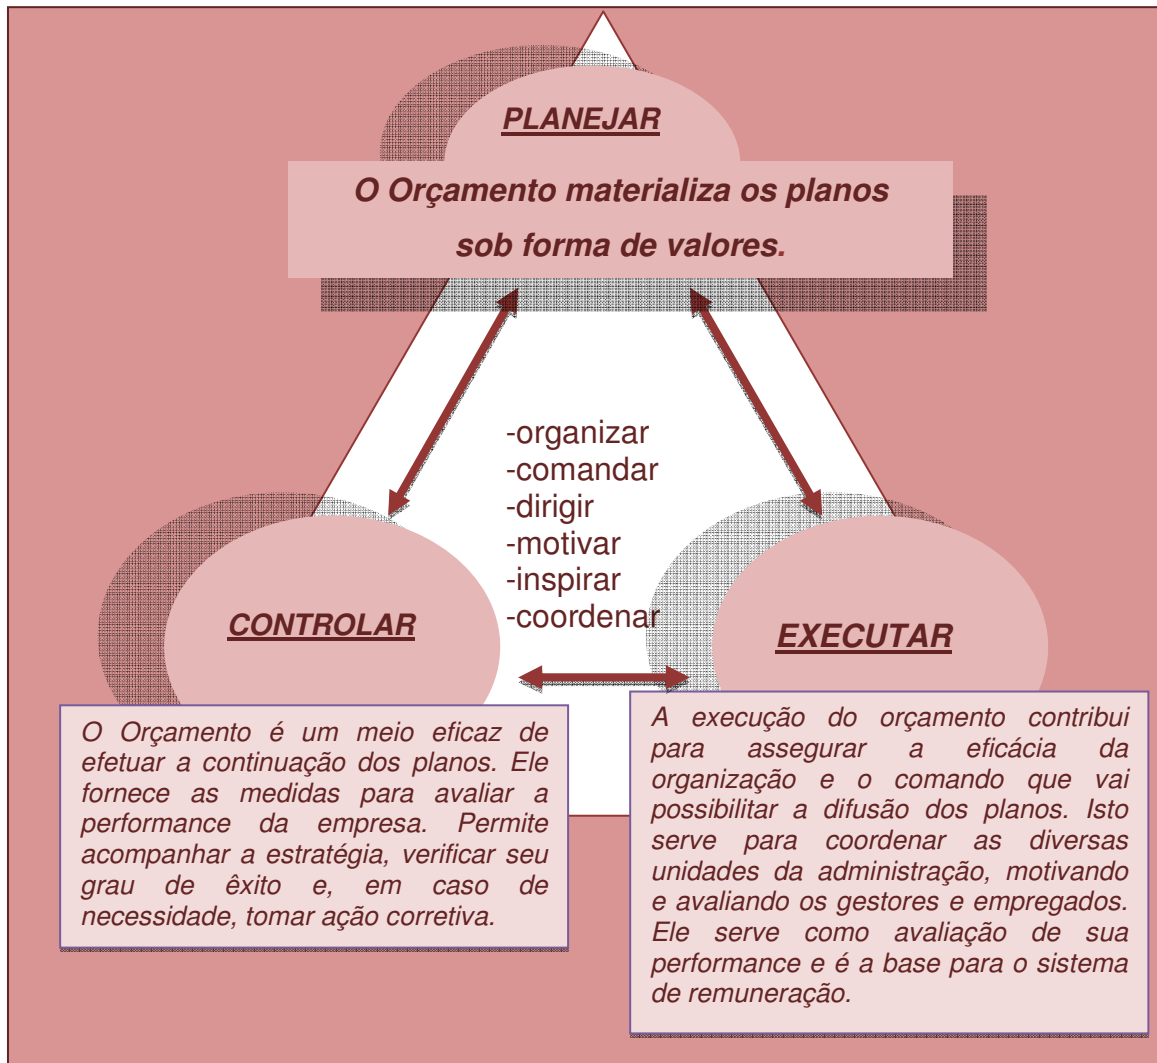 PLANEJAR
O Orçamento materializa os planos
sob forma de valores.
-organizar
-comandar
-dirigir
-motivar
-inspirar
-coordenar
CONTROLAR
EXECUTAR
O Orçamento é um meio eficaz de
efetuar a continuação dos planos. Ele
fornece as medidas para avaliar a
performance da empresa. Permite
acompanhar a estratégia, verificar seu
grau de êxito e, em caso de
necessidade, tomar ação corretiva.
A execução do orçamento contribui
para assegurar a eficácia da
organização e o comando que vai
possibilitar a difusão dos planos. Isto
serve para coordenar as diversas
unidades da administração, motivando
e avaliando os gestores e empregados.
Ele serve como avaliação de sua
performance e é a base para o sistema
de remuneração.